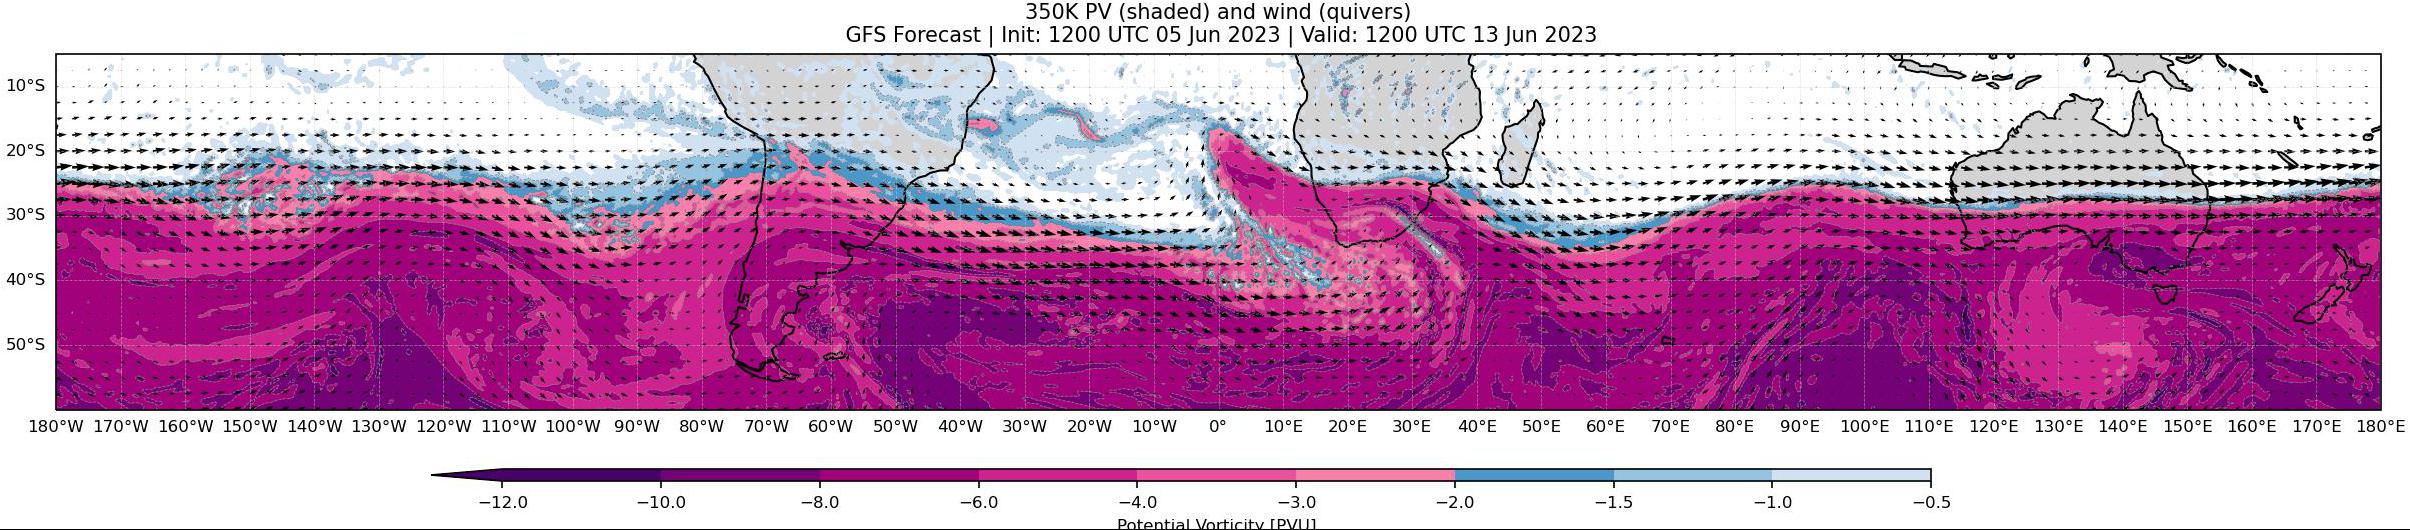 350K PV (shaded) and wind (quivers)
GFS Forecast | Init: 1200 UTC 05 Jun 2023 | Valid: 1200 UTC 13 Jun 2023
10°S
20°S
30°S
40°S
50°S
180°W 170°W 160°W 150°W 140°W 130°W 120°W 110°W 100°W 90°W 80°W 70°W 60°W 50°W 40°W 30°W 20°W 10°W 0° 10°E 20°E 30°E 40°E 50°E 60°E 70°E 80°E 90°E 100°E 110°E 120°E 130°E 140°E 150°E 160°E 170°E 180°E
−12.0 −10.0 −8.0 −6.0 −4.0 −3.0 −2.0 −1.5 −1.0 −0.5
Potential Vorticity [PVU]